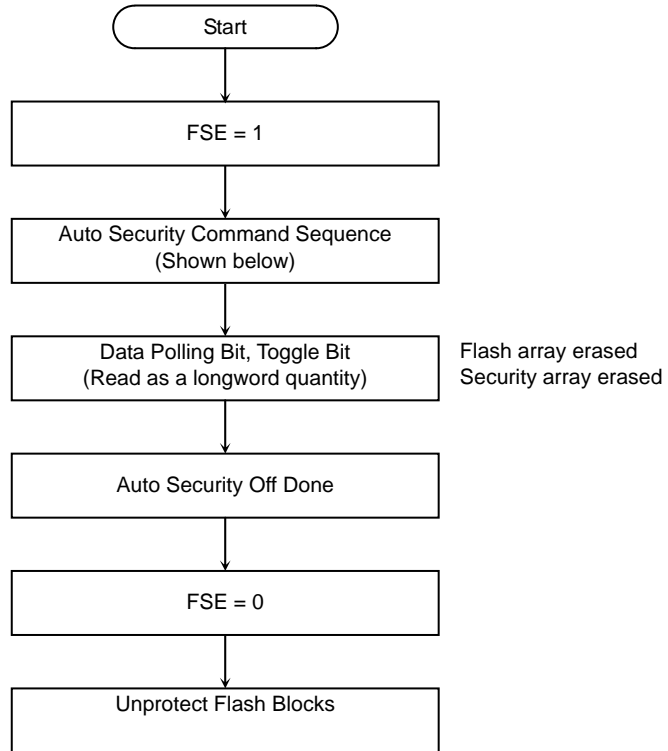 Start
FSE = 1
Auto Security Command Sequence
(Shown below)
Data Polling Bit, Toggle Bit
(Read as a longword quantity)
Flash array erased
Security array erased
Auto Security Off Done
FSE = 0
Unprotect Flash Blocks